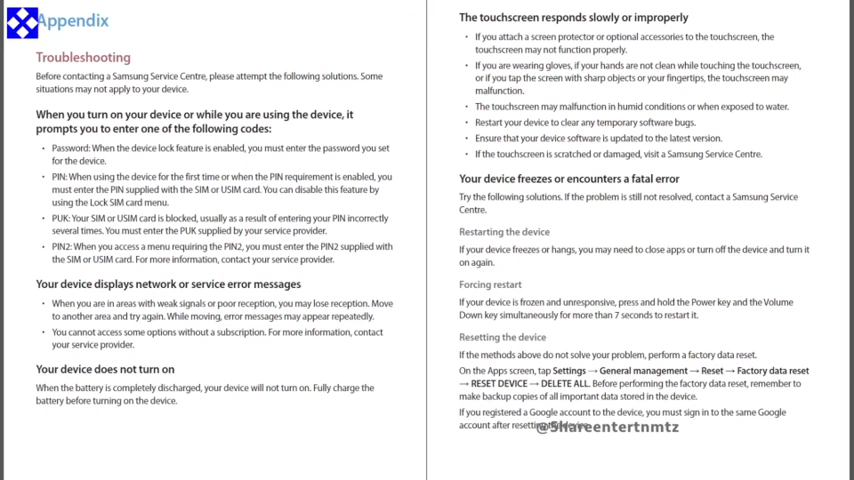 Appendix
Troubleshooting
Before contacting a Samsung Service Centre, please attempt the following solutions. Some
situations may not apply to your device.
When you turn on your device or while you are using the device, it
prompts you to enter one of the following codes:
• Password: When the device lock feature is enabled, you must enter the password you set
for the device.
• PIN: When using the device for the first time or when the PIN requirement is enabled, you
must enter the PIN supplied with the SIM or USIM card. You can disable this feature by
using the Lock SIM card menu.
• PUK: Your SIM or USIM card is blocked, usually as a result of entering your PIN incorrectly
several times. You must enter the PUK supplied by your service provider.
• PIN2: When you access a menu requiring the PIN2, you must enter the PIN2 supplied with
the SIM or USIM card. For more information, contact your service provider.
Your device displays network or service error messages
• When you are in areas with weak signals or poor reception, you may lose reception. Move
to another area and try again. While moving, error messages may appear repeatedly.
• You cannot access some options without a subscription. For more information, contact
your service provider.
Your device does not turn on
When the battery is completely discharged, your device will not turn on. Fully charge the
battery before turning on the device.
The touchscreen responds slowly or improperly
• If you attach a screen protector or optional accessories to the touchscreen, the
touchscreen may not function properly.
• If you are wearing gloves, if your hands are not clean while touching the touchscreen,
or if you tap the screen with sharp objects or your fingertips, the touchscreen may
malfunction.
• The touchscreen may malfunction in humid conditions or when exposed to water.
• Restart your device to clear any temporary software bugs.
• Ensure that your device software is updated to the latest version.
• If the touchscreen is scratched or damaged, visit a Samsung Service Centre.
Your device freezes or encounters a fatal error
Try the following solutions. If the problem is still not resolved, contact a Samsung Service
Centre.
Restarting the device
If your device freezes or hangs, you may need to close apps or turn off the device and turn it
on again.
Forcing restart
If your device is frozen and unresponsive, press and hold the Power key and the Volume
Down key simultaneously for more than 7 seconds to restart it.
Resetting the device
If the methods above do not solve your problem, perform a factory data reset.
On the Apps screen, tap Settings → General management → Reset → Factory data reset
→ RESET DEVICE → DELETE ALL. Before performing the factory data reset, remember to
make backup copies of all important data stored in the device.
If you registered a Google account to the device, you must sign in to the same Google
account after resetting
@Shareentertnmtz